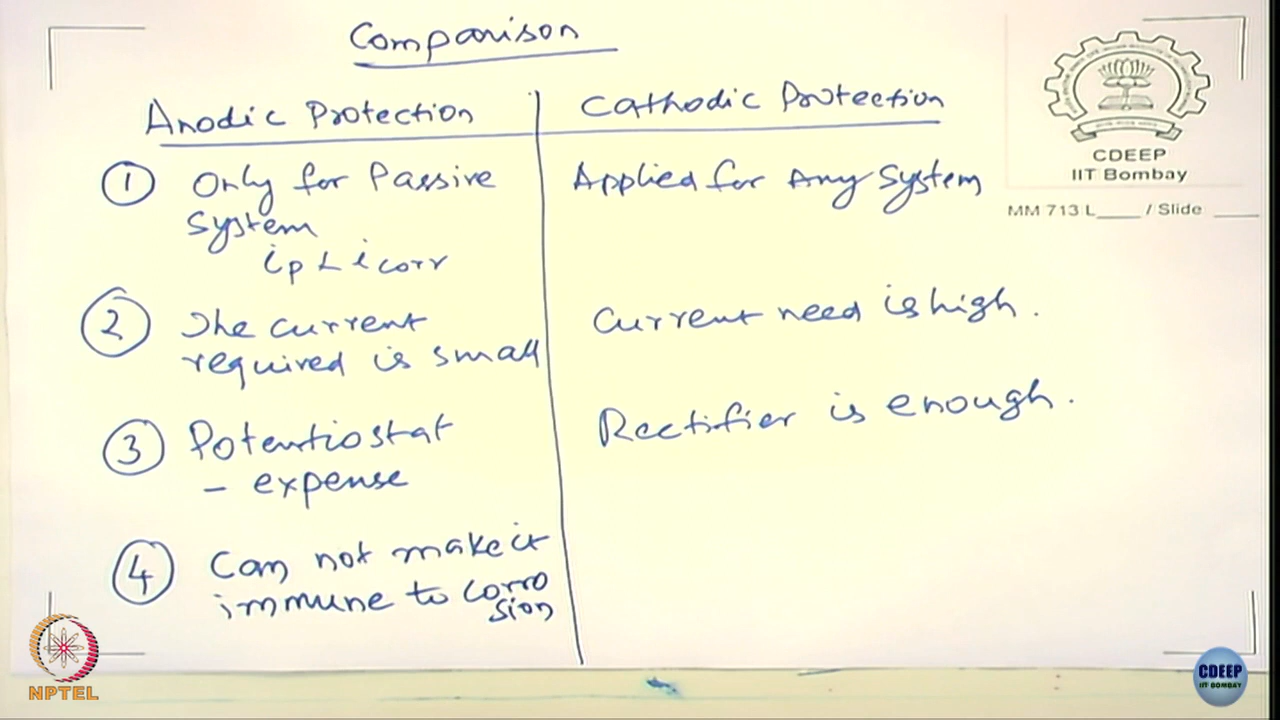 Comparison
Anodic Protection
Cathodic Protection
① Only for Passive
System
ip < icorr
Applied for Any System
② The current
required is small
Current need is high.
③ Potentiostat
- expense
Rectifier is enough.
④ Can not make it
immune to corro
sion
CDEEP
IIT Bombay
MM 713 L____ / Slide ____
NPTEL
CDEEP
IIT BOMBAY